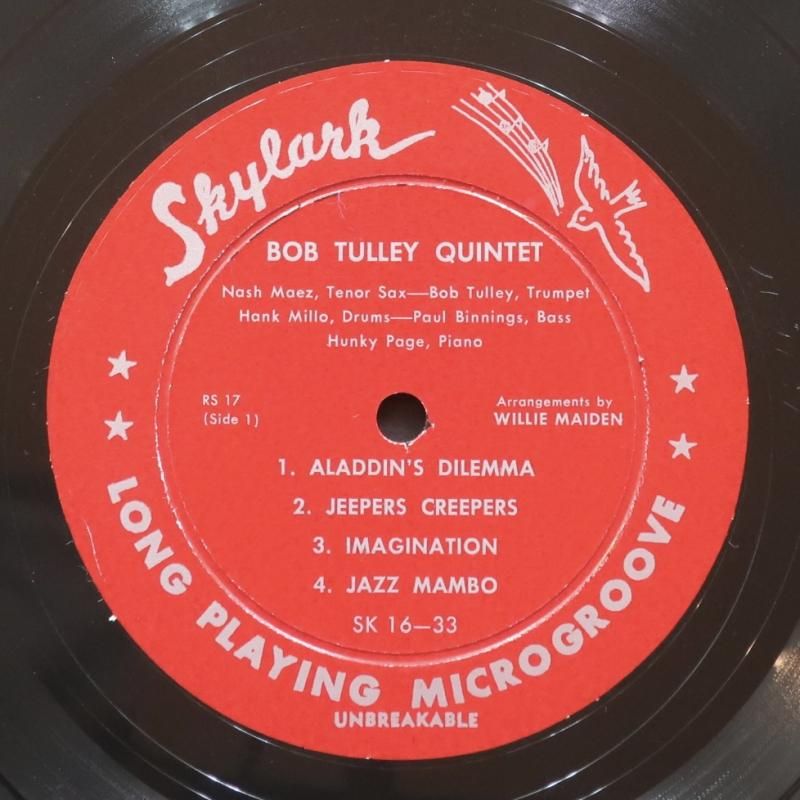 Skylark
BOB TULLEY QUINTET
Nash Maez, Tenor Sax—Bob Tulley, Trumpet
Hank Millo, Drums—Paul Binnings, Bass
Hunky Page, Piano
RS 17
(Side 1)
Arrangements by
WILLIE MAIDEN
1. ALADDIN'S DILEMMA
2. JEEPERS CREEPERS
3. IMAGINATION
4. JAZZ MAMBO
SK 16—33
LONG PLAYING MICROGROOVE
UNBREAKABLE